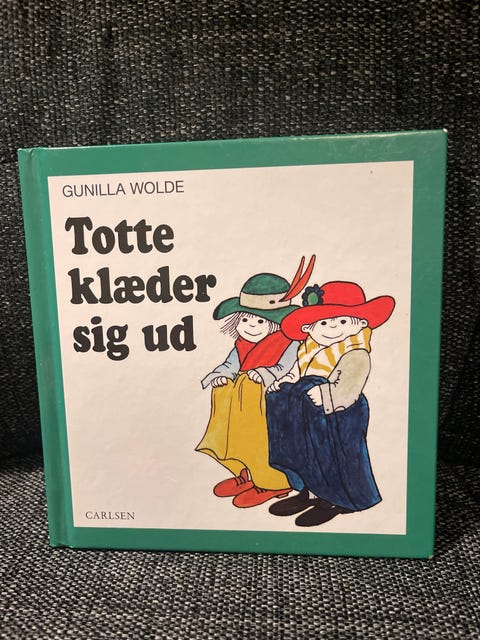 GUNILLA WOLDE
Totte
klæder
sig ud
CARLSEN